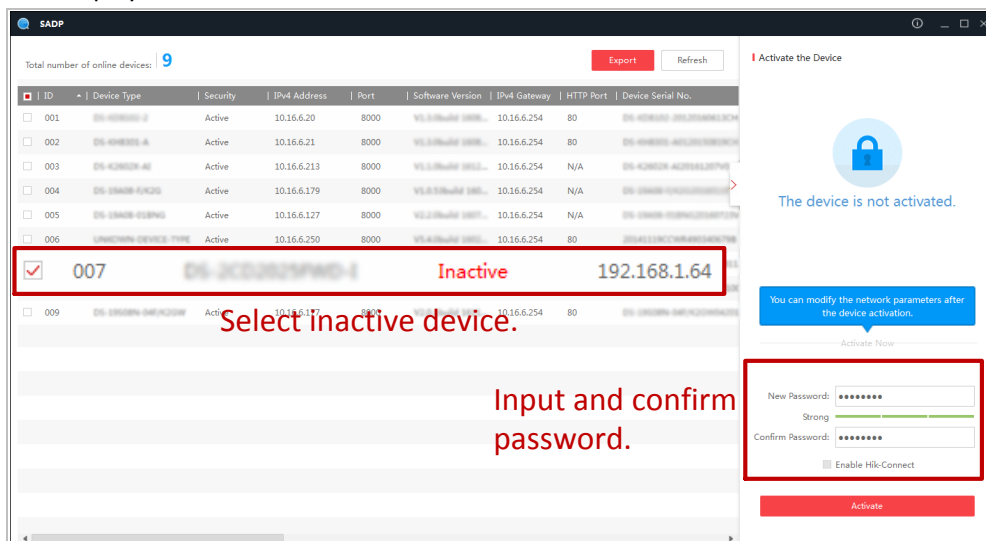 SADP
Total number of online devices: 9
Export
Refresh
Activate the Device
ID | Device Type | Security | IPv4 Address | Port | Software Version | IPv4 Gateway | HTTP Port | Device Serial No.
001 Active 10.16.6.20 8000 10.16.6.254 80
002 Active 10.16.6.21 8000 10.16.6.254 80
003 Active 10.16.6.213 8000 10.16.6.254 N/A
004 Active 10.16.6.179 8000 10.16.6.254 N/A
005 Active 10.16.6.127 8000 10.16.6.254 N/A
006 Active 10.16.6.250 8000 10.16.6.254 80
007 Inactive 192.168.1.64
009 10.16.6.254 80
Select inactive device.
Input and confirm
password.
The device is not activated.
You can modify the network parameters after
the device activation.
Activate Now
New Password: ●●●●●●●●
Strong
Confirm Password: ●●●●●●●●
Enable Hik-Connect
Activate